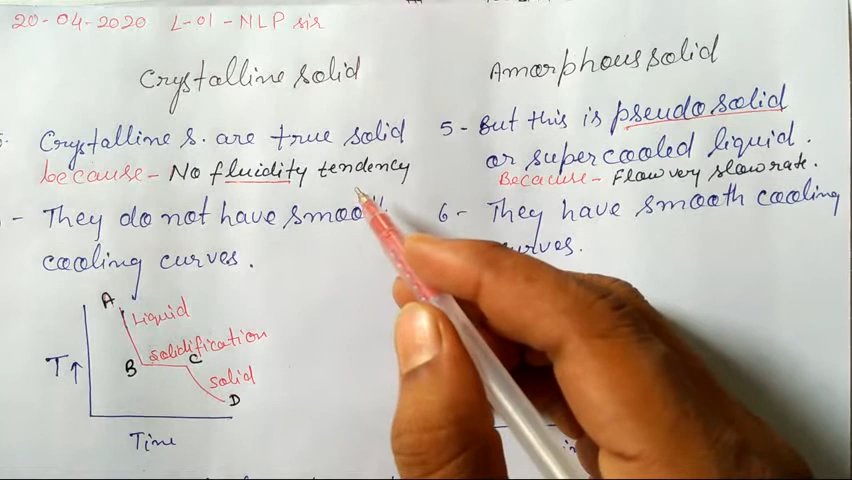 20-04-2020 L-01-NLP sir
Crystalline solid
Crystalline s. are true solid
because - No fluidity tendency
- They do not have smooth
cooling curves.
A
Liquid
B
solidification
C
solid
D
T↑
Time
Amorphous solid
5 - But this is pseudo solid
or supercooled liquid.
Because - Flow very slow rate.
6 - They have smooth cooling
curves.